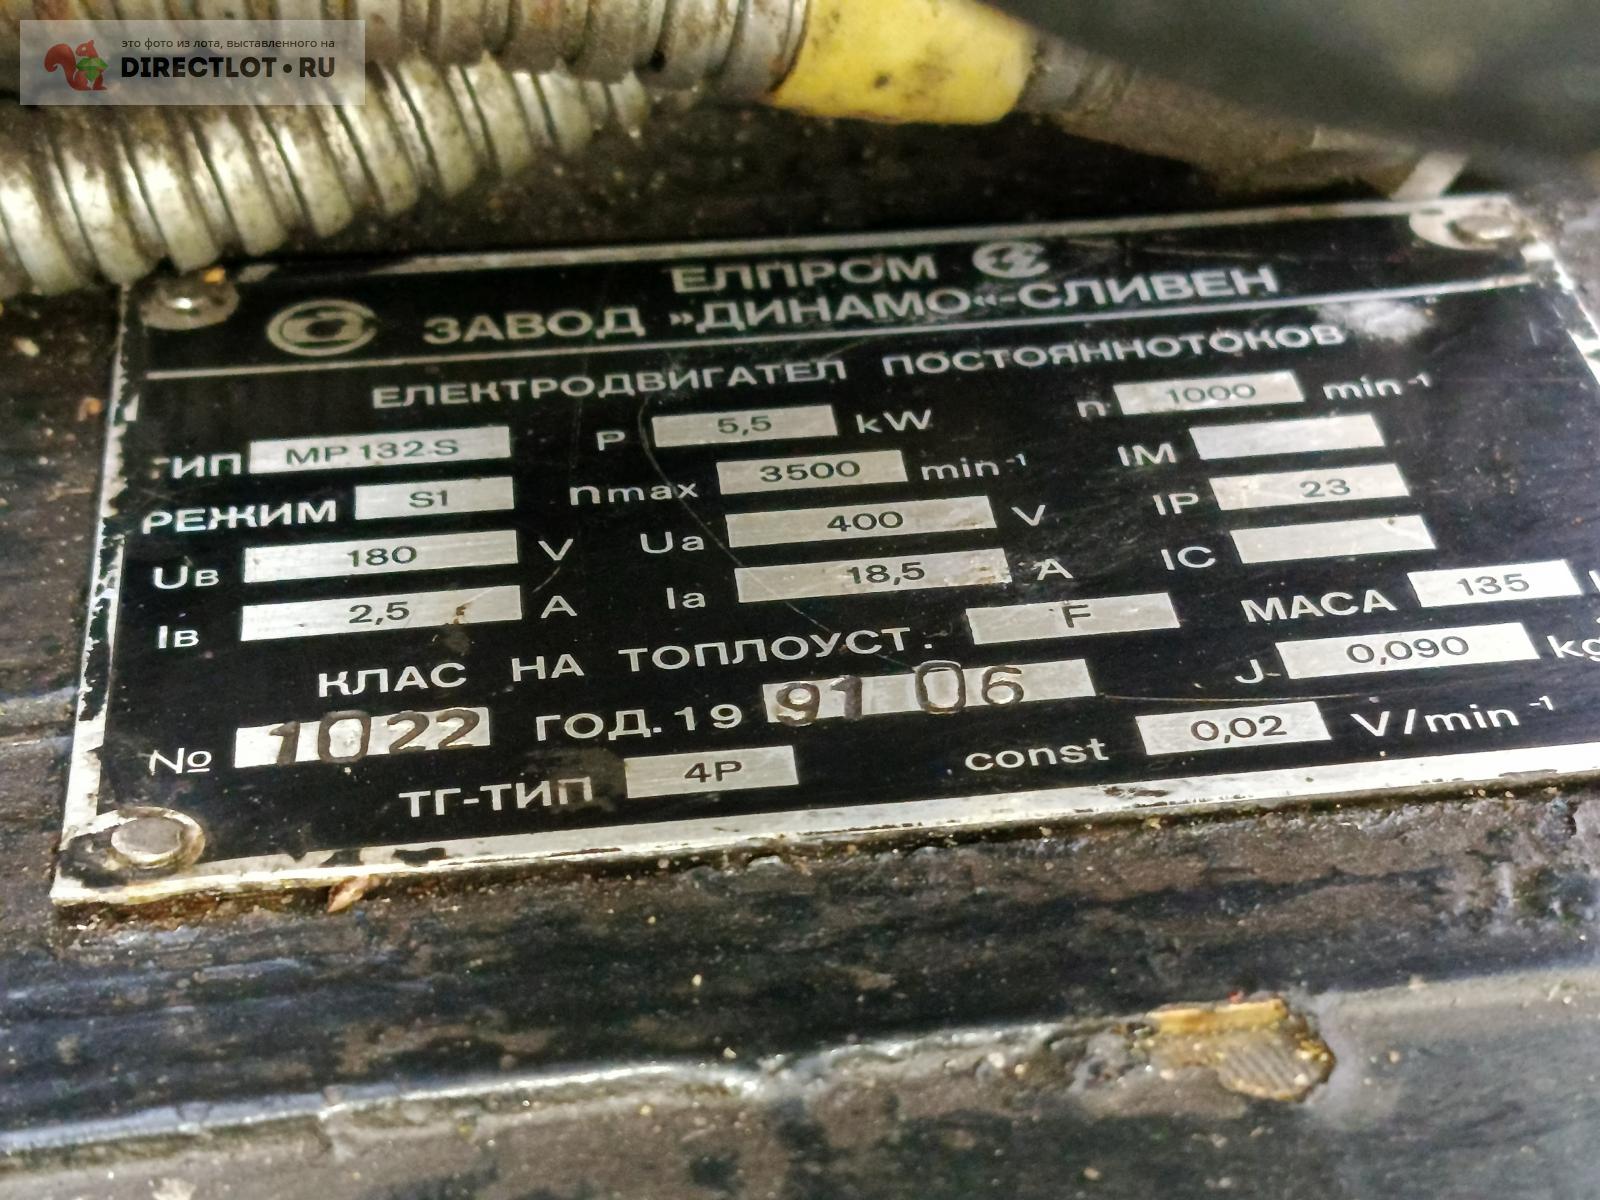 это фото из лота, выставленного на
DIRECTLOT•RU
ЕЛПРОМ
ЗАВОД »ДИНАМО«-СЛИВЕН
ЕЛЕКТРОДВИГАТЕЛ ПОСТОЯННОТОКОВ
ТИП MP 132 S P 5,5 kW n 1000 min⁻¹
РЕЖИМ S1 nmax 3500 min⁻¹ IM
UВ 180 V Ua 400 V IP 23
IВ 2,5 A Ia 18,5 A IC
КЛАС НА ТОПЛОУСТ. F МАСА 135
№ 1022 ГОД. 19 91 06 J- 0,090 kg
ТГ-ТИП 4P const 0,02 V/min⁻¹